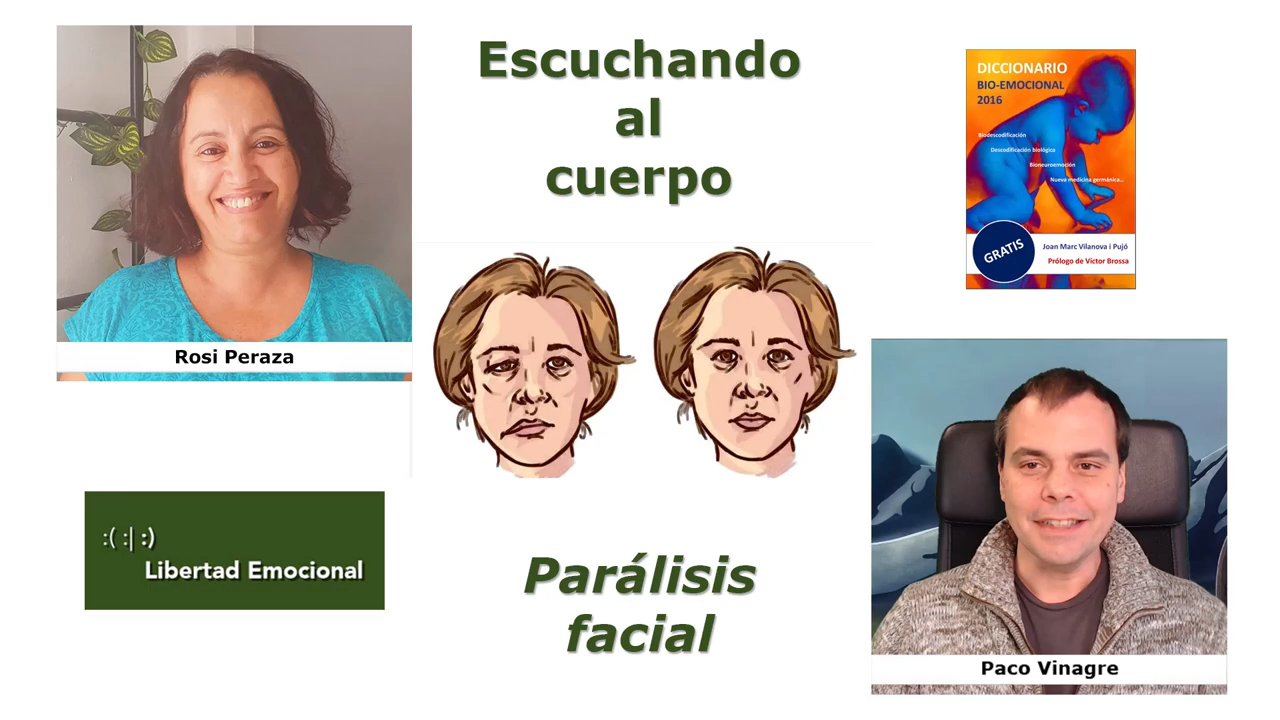 Escuchando
al
cuerpo
Rosi Peraza
DICCIONARIO
BIO-EMOCIONAL
2016
Biodescodificación
Descodificación biológica
Bioneuroemoción
Nueva medicina germánica...
GRATIS
Joan Marc Vilanova i Pujó
Prólogo de Víctor Brossa
:( :| :)
Libertad Emocional
Parálisis
facial
Paco Vinagre